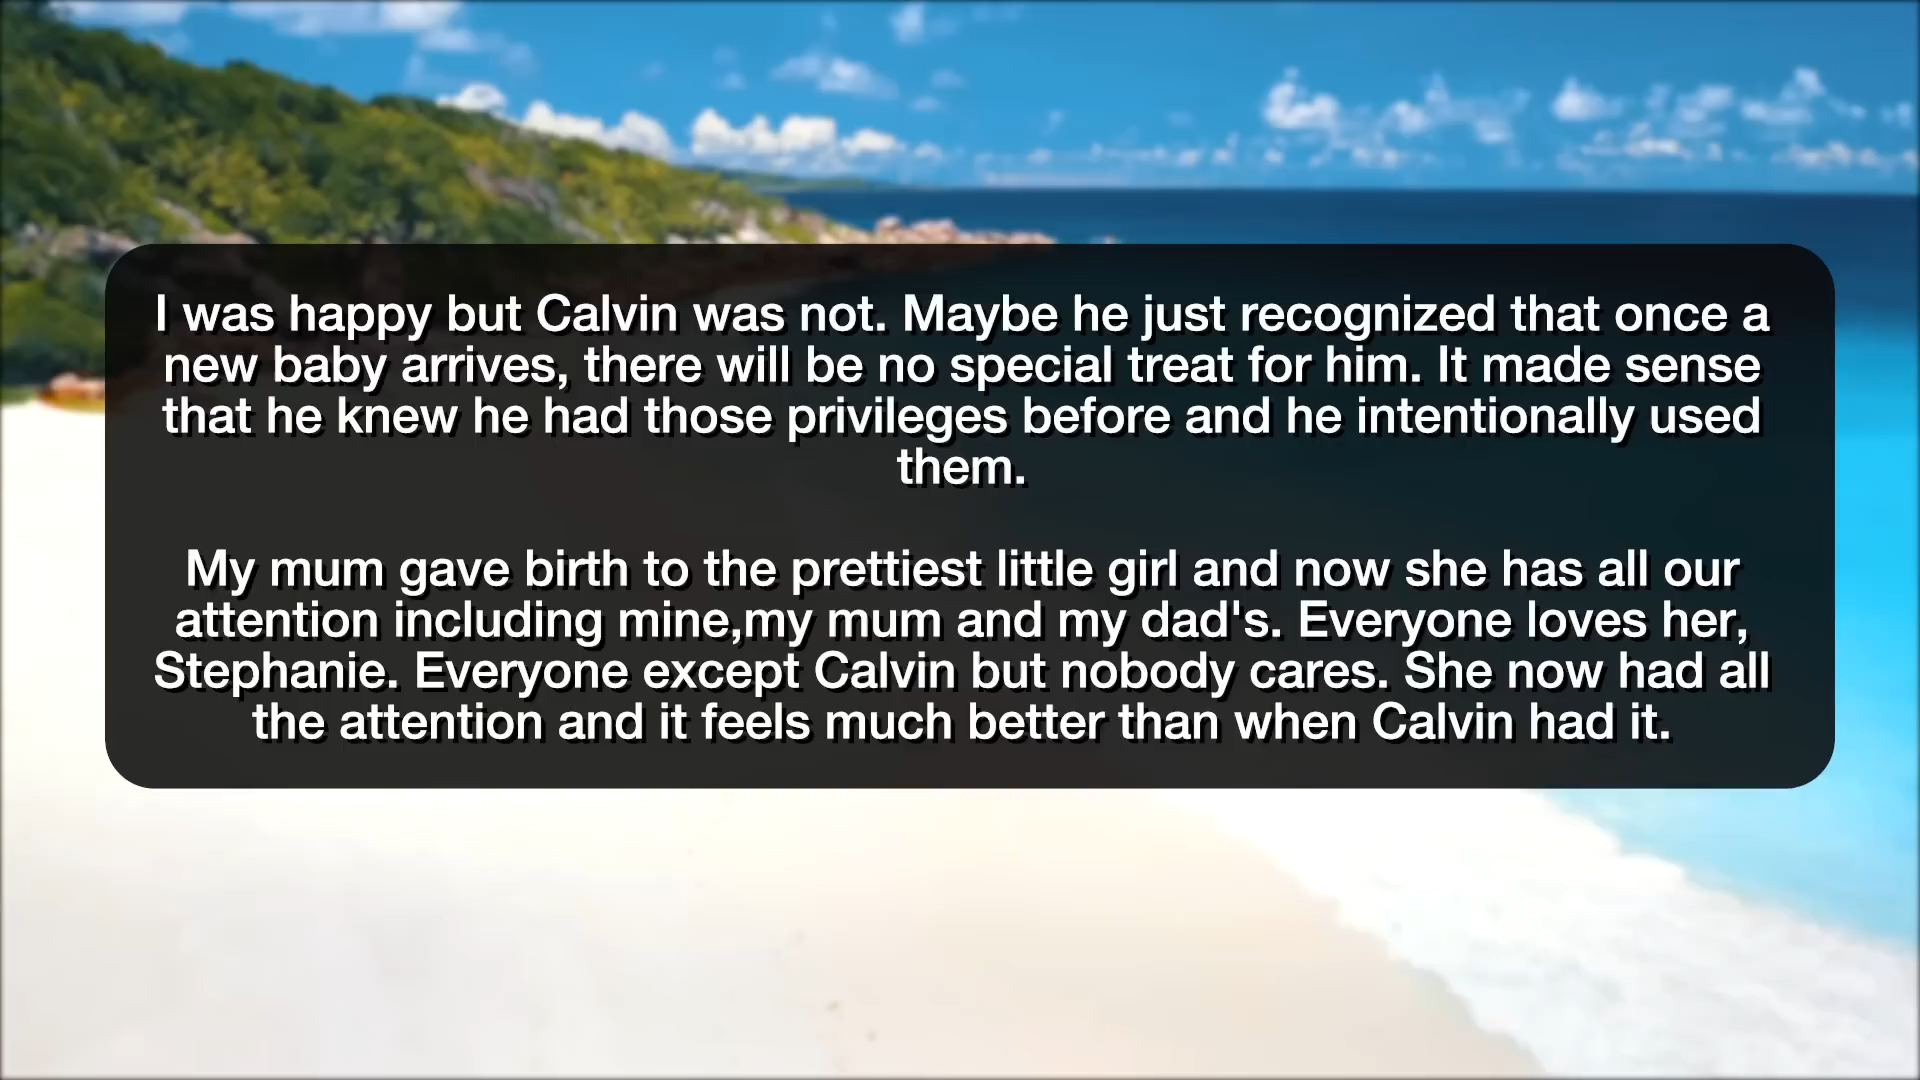 I was happy but Calvin was not. Maybe he just recognized that once a
new baby arrives, there will be no special treat for him. It made sense
that he knew he had those privileges before and he intentionally used
them.
My mum gave birth to the prettiest little girl and now she has all our
attention including mine,my mum and my dad's. Everyone loves her,
Stephanie. Everyone except Calvin but nobody cares. She now had all
the attention and it feels much better than when Calvin had it.